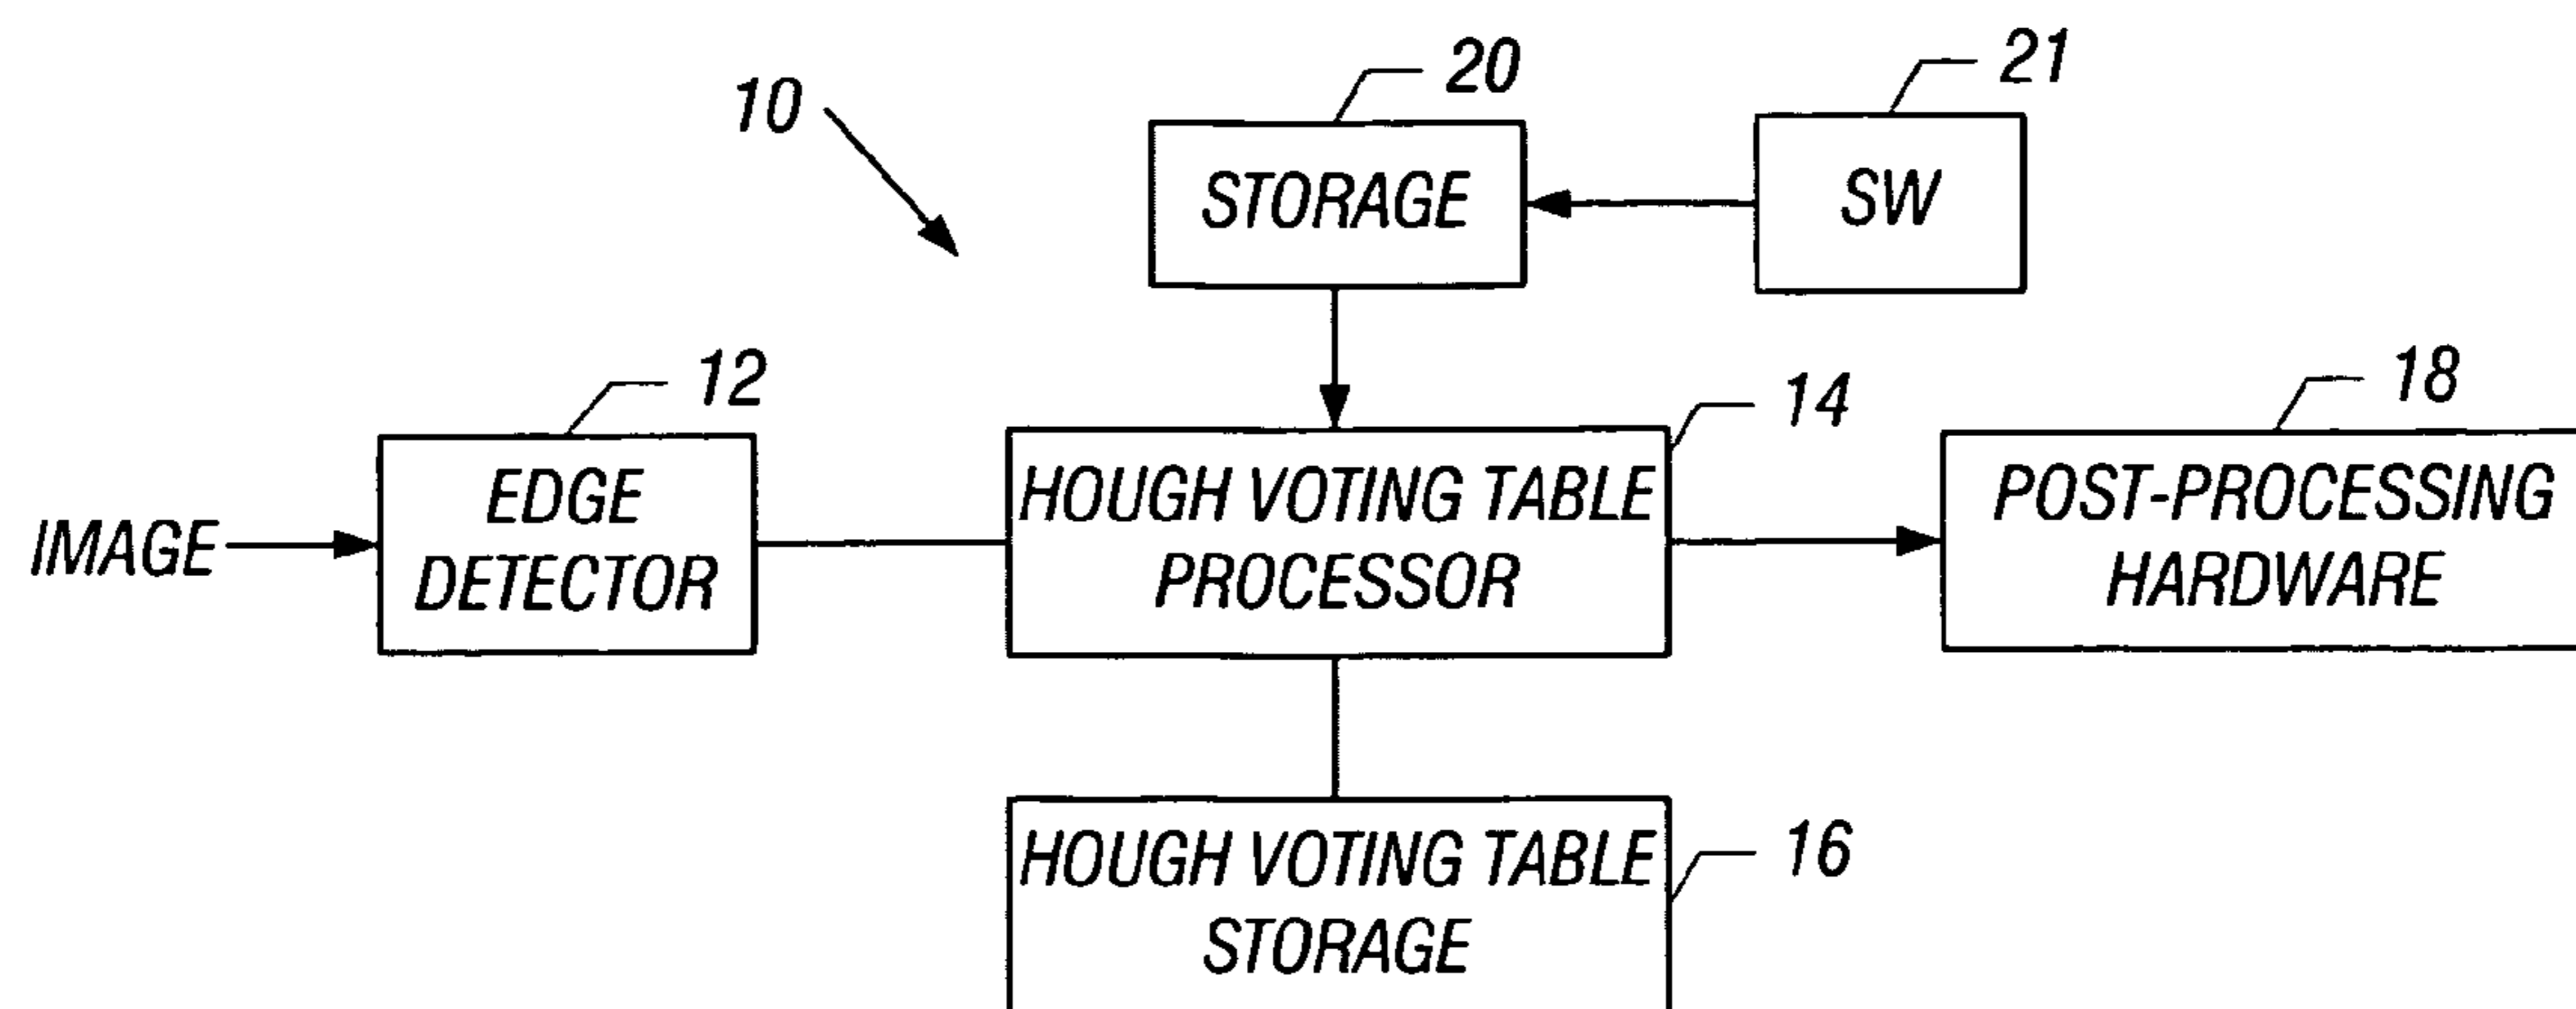 20
21
10
STORAGE
SW
12
14
18
IMAGE
EDGE
DETECTOR
HOUGH VOTING TABLE
PROCESSOR
POST-PROCESSING
HARDWARE
16
HOUGH VOTING TABLE
STORAGE